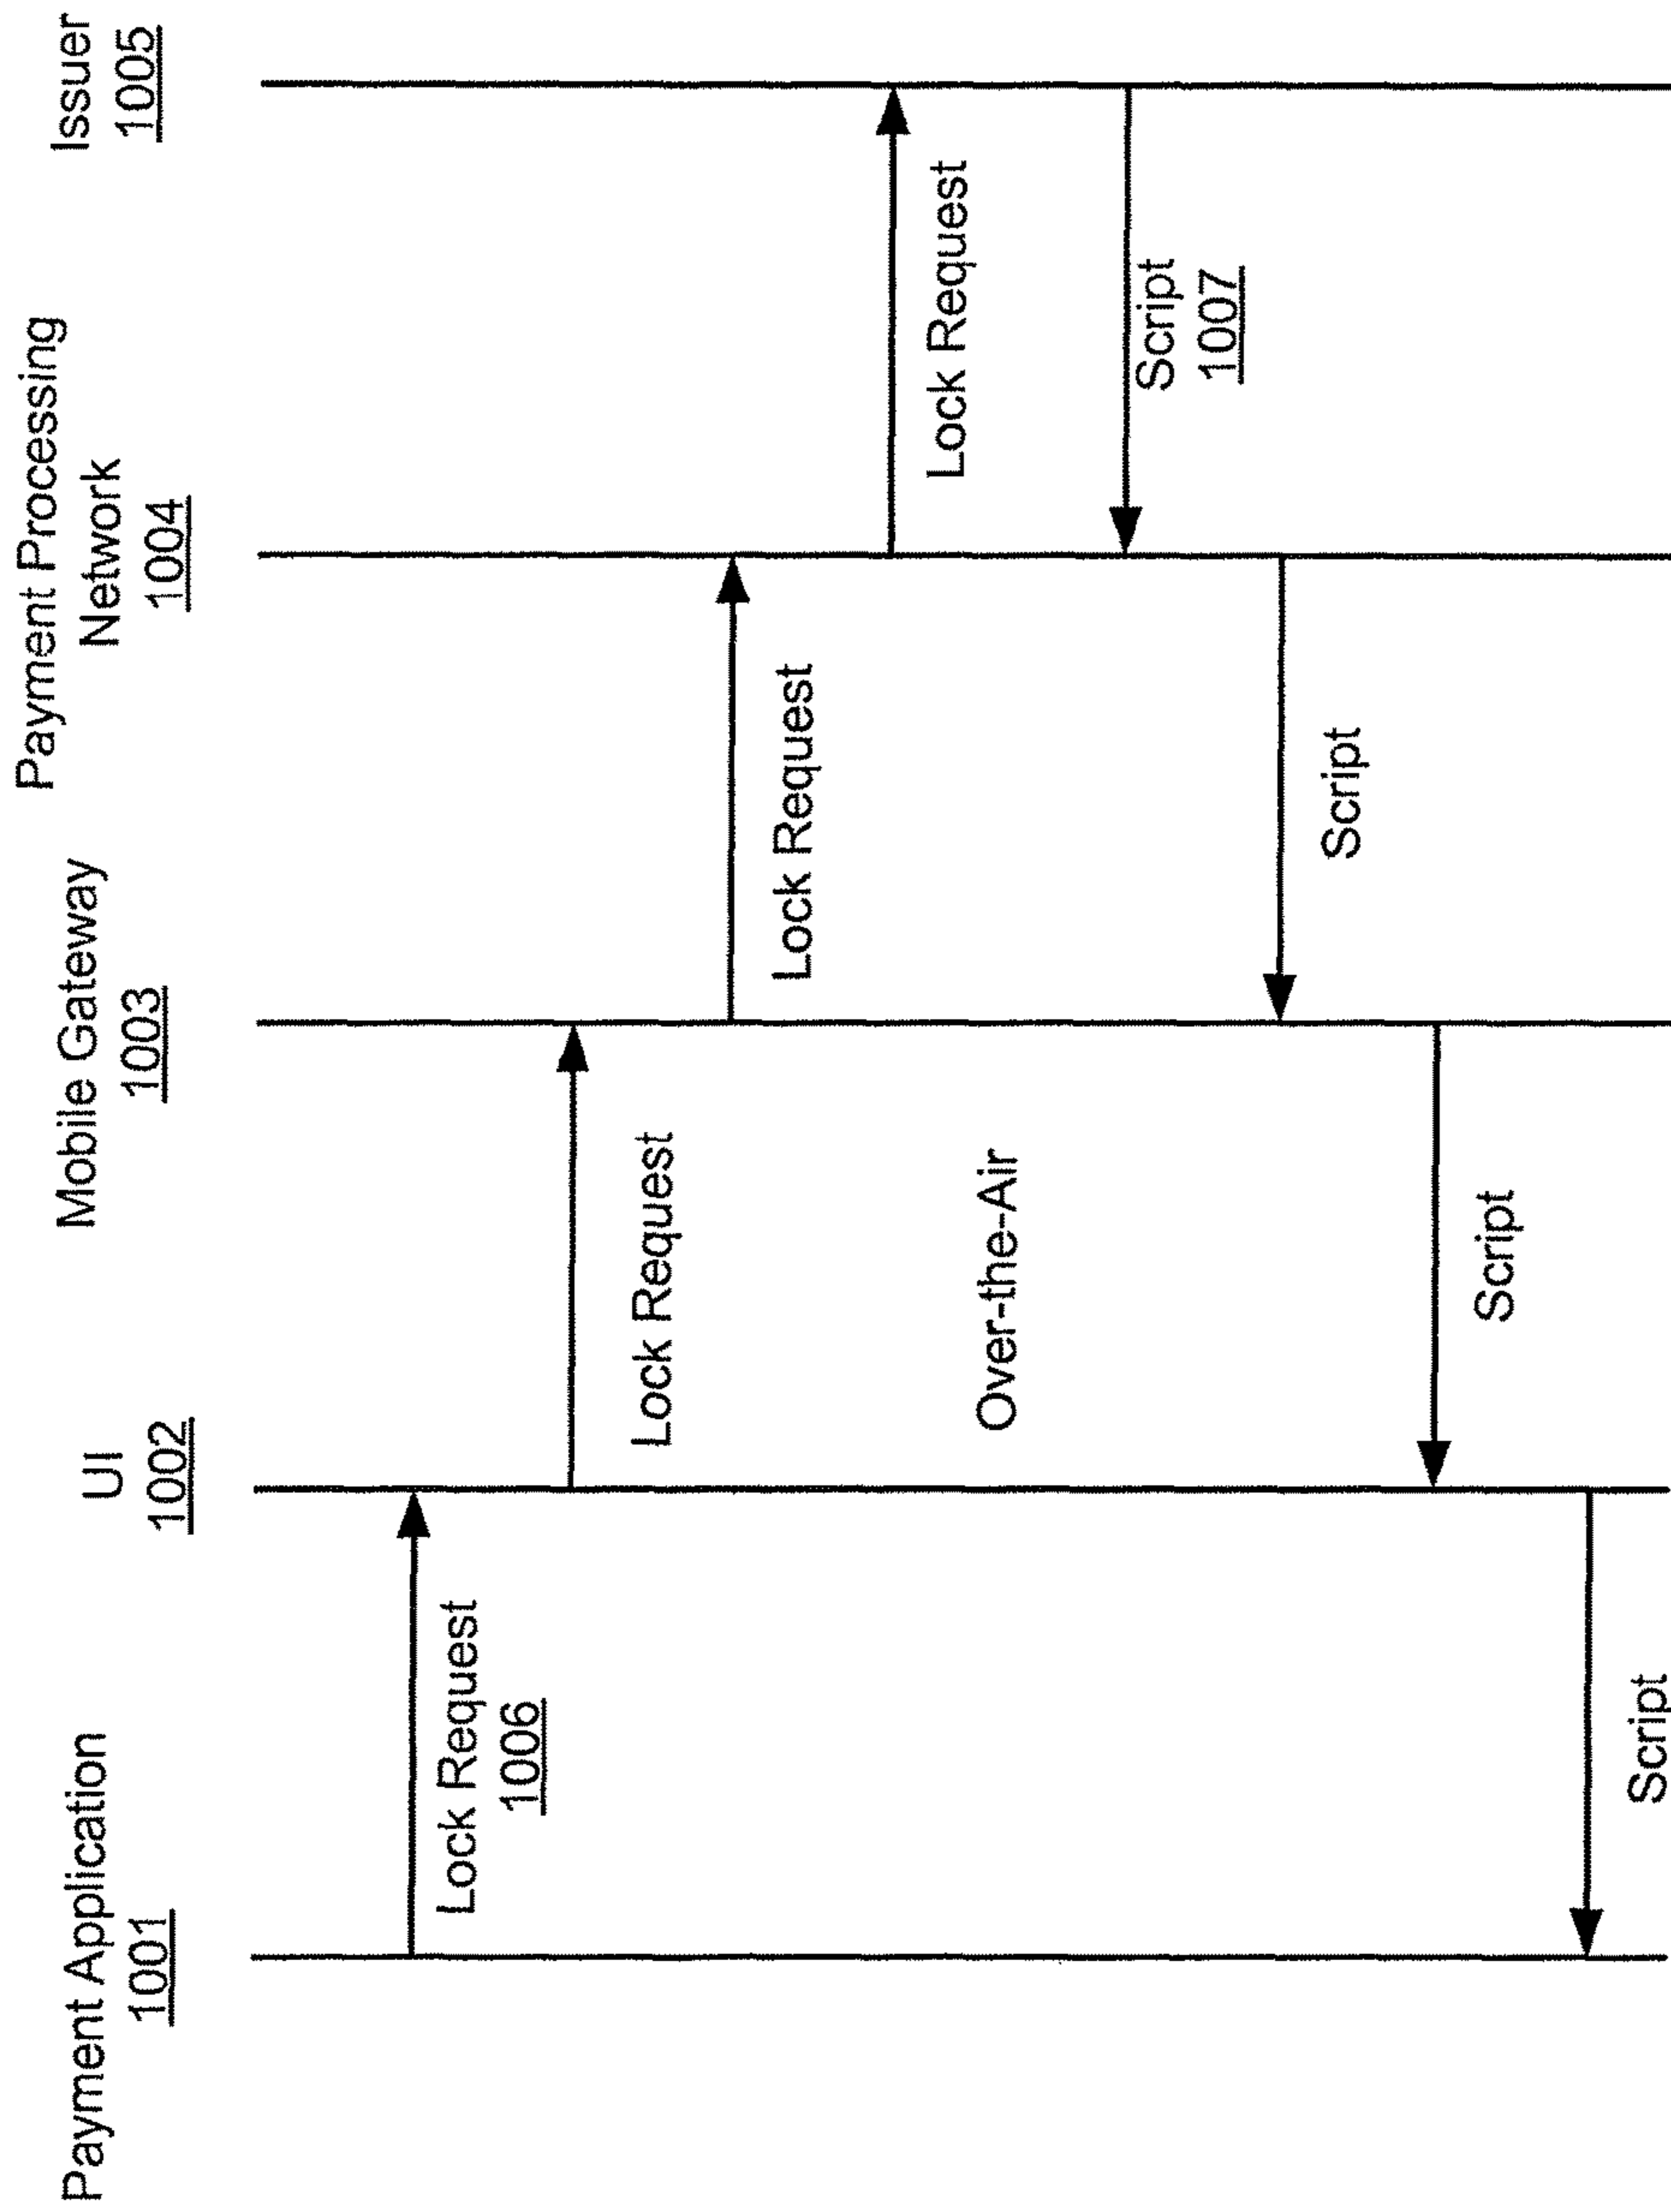 Payment Application
1001
UI
1002
Mobile Gateway
1003
Payment Processing
Network
1004
Issuer
1005
Lock Request
1006
Lock Request
Lock Request
Lock Request
Over-the-Air
Script
1007
Script
Script
Script